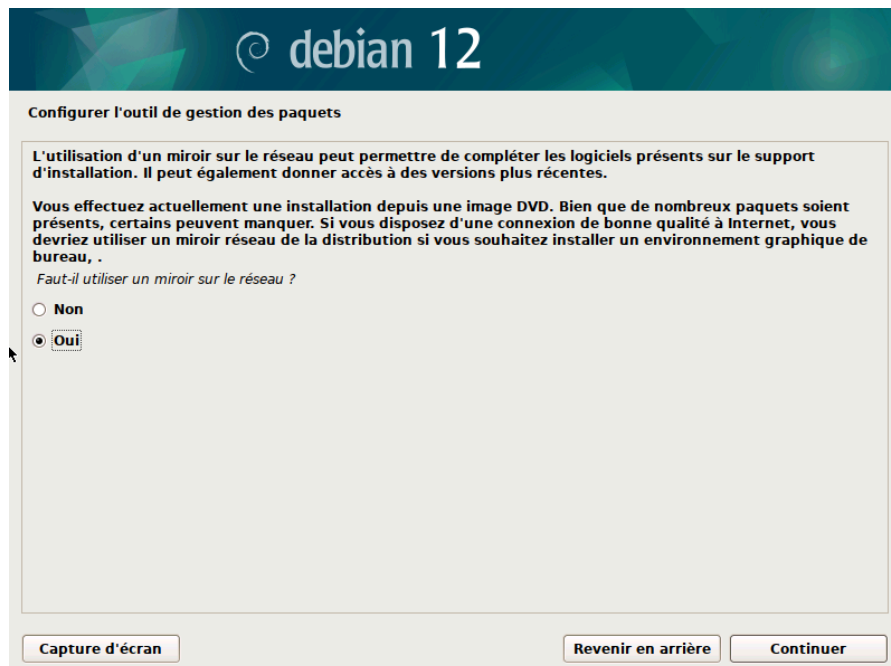 debian 12
Configurer l'outil de gestion des paquets
L'utilisation d'un miroir sur le réseau peut permettre de compléter les logiciels présents sur le support
d'installation. Il peut également donner accès à des versions plus récentes.
Vous effectuez actuellement une installation depuis une image DVD. Bien que de nombreux paquets soient
présents, certains peuvent manquer. Si vous disposez d'une connexion de bonne qualité à Internet, vous
devriez utiliser un miroir réseau de la distribution si vous souhaitez installer un environnement graphique de
bureau, .
Faut-il utiliser un miroir sur le réseau ?
Non
Oui
Capture d'écran
Revenir en arrière
Continuer